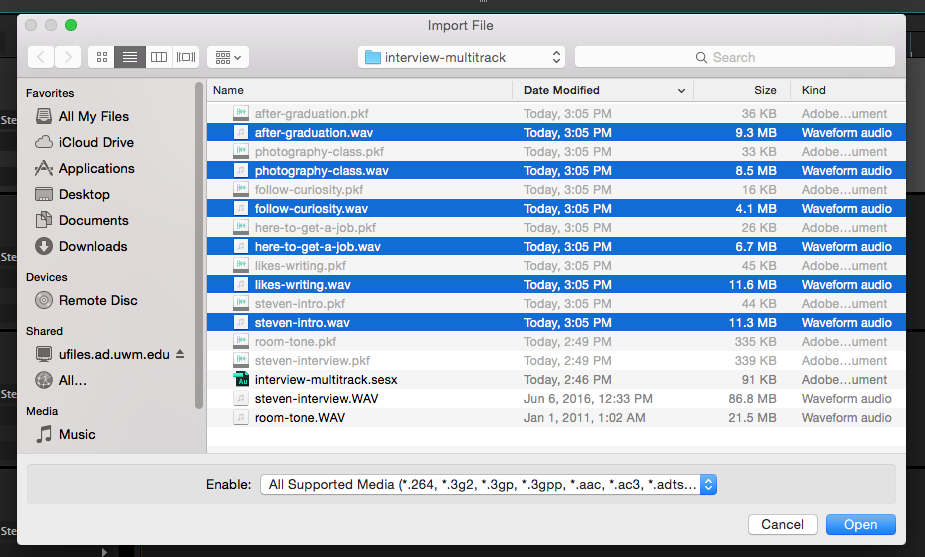 Import File
interview-multitrack
Search
Favorites
All My Files
iCloud Drive
Applications
Desktop
Documents
Downloads
Devices
Remote Disc
Shared
ufiles.ad.uwm.edu
All...
Media
Music
Name Date Modified Size Kind
after-graduation.pkf Today, 3:05 PM 36 KB Adobe...ument
after-graduation.wav Today, 3:05 PM 9.3 MB Waveform audio
photography-class.pkf Today, 3:05 PM 33 KB Adobe...ument
photography-class.wav Today, 3:05 PM 8.5 MB Waveform audio
follow-curiosity.pkf Today, 3:05 PM 16 KB Adobe...ument
follow-curiosity.wav Today, 3:05 PM 4.1 MB Waveform audio
here-to-get-a-job.pkf Today, 3:05 PM 26 KB Adobe...ument
here-to-get-a-job.wav Today, 3:05 PM 6.7 MB Waveform audio
likes-writing.pkf Today, 3:05 PM 45 KB Adobe...ument
likes-writing.wav Today, 3:05 PM 11.6 MB Waveform audio
steven-intro.pkf Today, 3:05 PM 44 KB Adobe...ument
steven-intro.wav Today, 3:05 PM 11.3 MB Waveform audio
room-tone.pkf Today, 2:49 PM 335 KB Adobe...ument
steven-interview.pkf Today, 2:49 PM 339 KB Adobe...ument
Au interview-multitrack.sesx Today, 2:46 PM 91 KB Adobe...ument
steven-interview.WAV Jun 6, 2016, 12:33 PM 86.8 MB Waveform audio
room-tone.WAV Jan 1, 2011, 1:02 AM 21.5 MB Waveform audio
Enable: All Supported Media (*.264, *.3g2, *.3gp, *.3gpp, *.aac, *.ac3, *.adts...
Cancel Open
Ste
Ste
Ste
Ste